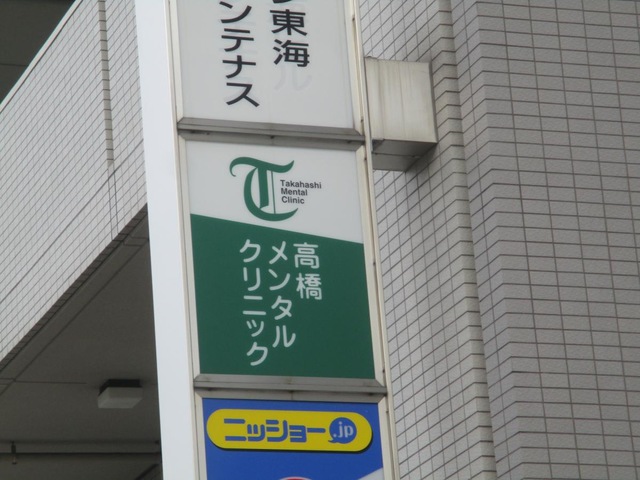 東海
ンテナス
Takahashi
Mental
Clinic
高橋
メンタル
クリニック
ニッショー.jp